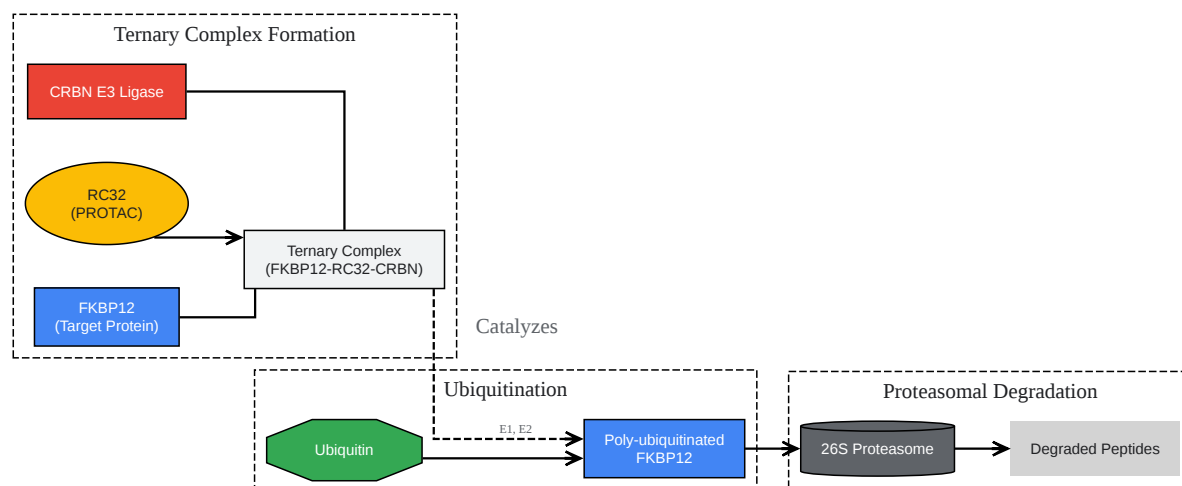 Ternary Complex Formation
CRBN E3 Ligase
RC32
(PROTAC)
Ternary Complex
(FKBP12-RC32-CRBN)
FKBP12
(Target Protein)
Catalyzes
Ubiquitination
E1, E2
Ubiquitin
Poly-ubiquitinated
FKBP12
Proteasomal Degradation
26S Proteasome
Degraded Peptides